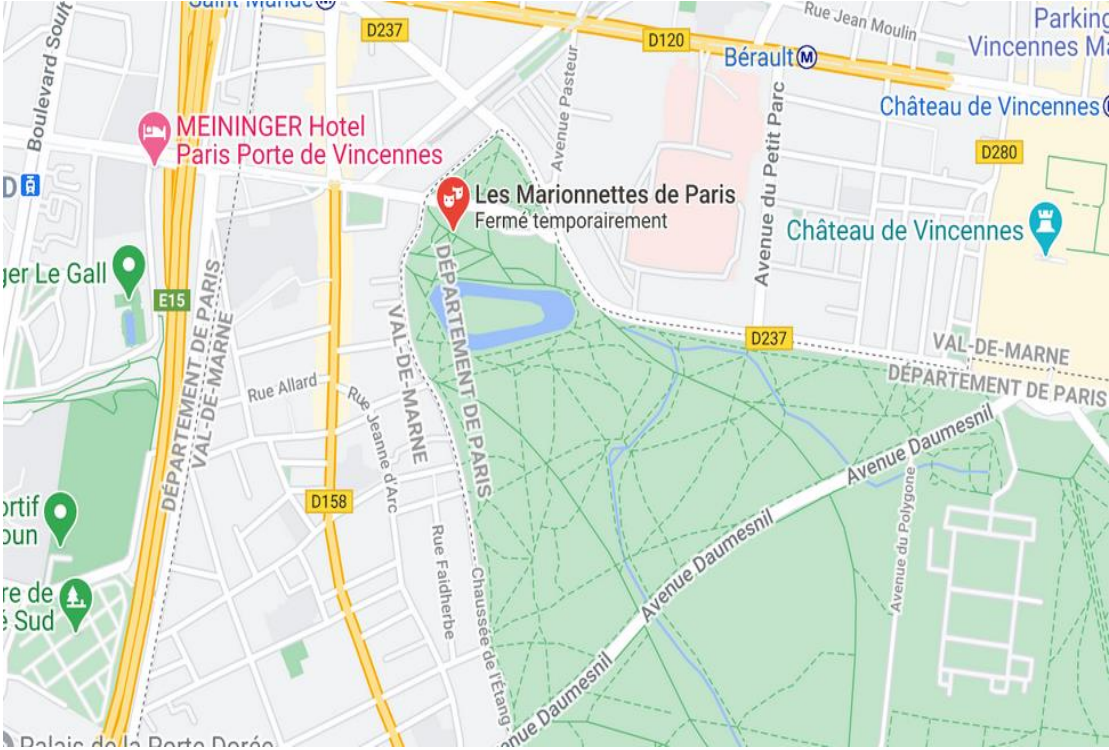 Saint Mandé
D237
D120
Rue Jean Moulin
Parking
Vincennes Ma
Bérault M
Château de Vincennes
Boulevard Soult
MEININGER Hotel
Paris Porte de Vincennes
Avenue Pasteur
Avenue du Petit Parc
D280
D
Les Marionnettes de Paris
Fermé temporairement
Château de Vincennes
ger Le Gall
E15
DÉPARTEMENT DE PARIS
VAL-DE-MARNE
VAL-DE-MARNE
DÉPARTEMENT DE PARIS
D237
VAL-DE-MARNE
DÉPARTEMENT DE PARIS
Rue Allard
Rue Jeanne d'Arc
Avenue Daumesnil
D158
ortif
oun
Rue Faidherbe
Chaussée de l'Étang
Avenue Daumesnil
Avenue du Polygone
re de
é Sud
enue Daumesnil
Palais de la Porte Dorée